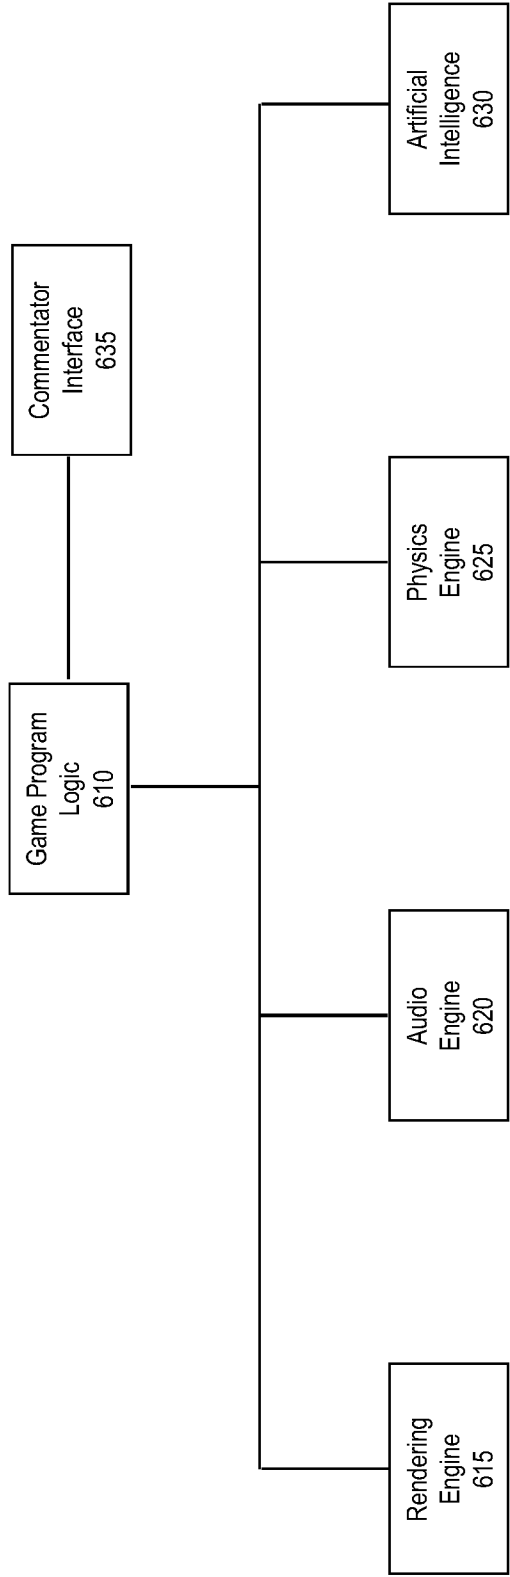 Game Program
Logic
610
Commentator
Interface
635
Rendering
Engine
615
Audio
Engine
620
Physics
Engine
625
Artificial
Intelligence
630